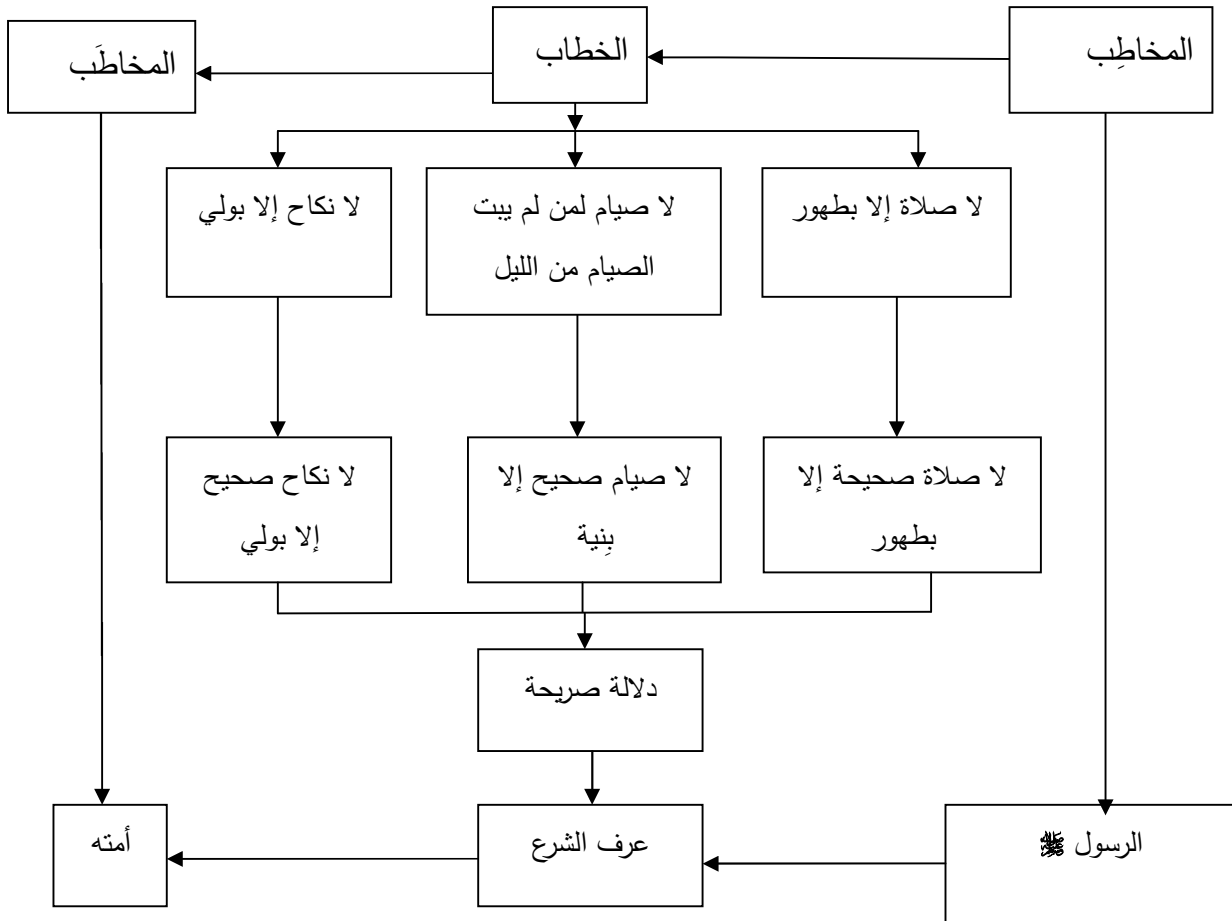 المخاطِب
الخطاب
المخاطَب
لا صلاة إلا بطهور
لا صيام لمن لم يبت
الصيام من الليل
لا نكاح إلا بولي
لا صلاة صحيحة إلا
بطهور
لا صيام صحيح إلا
بِنية
لا نكاح صحيح
إلا بولي
دلالة صريحة
الرسول ﷺ
عرف الشرع
أمته